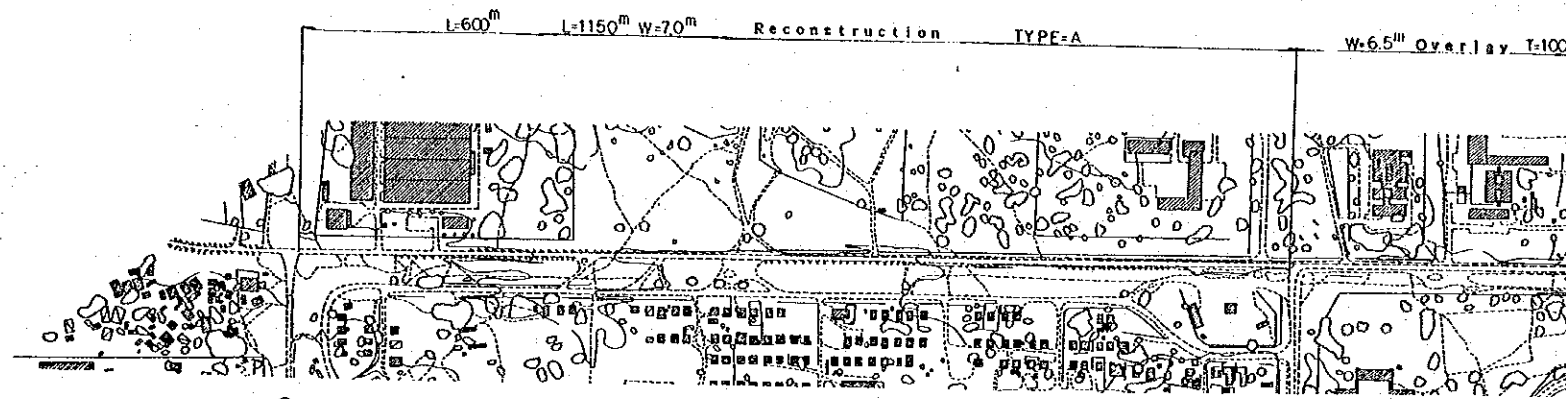 L=600m L=1150m W=7.0m Reconstruction TYPE=A
W=6.5m Overlay T=100